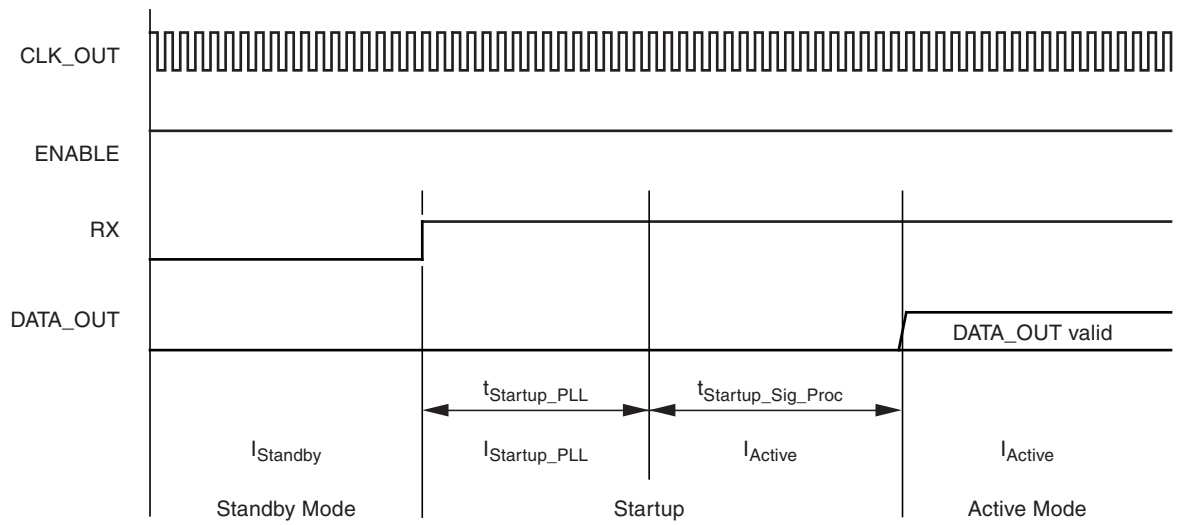 CLK_OUT
ENABLE
RX
DATA_OUT
DATA_OUT valid
tStartup_PLL
tStartup_Sig_Proc
IStandby
IStartup_PLL
IActive
IActive
Standby Mode
Startup
Active Mode